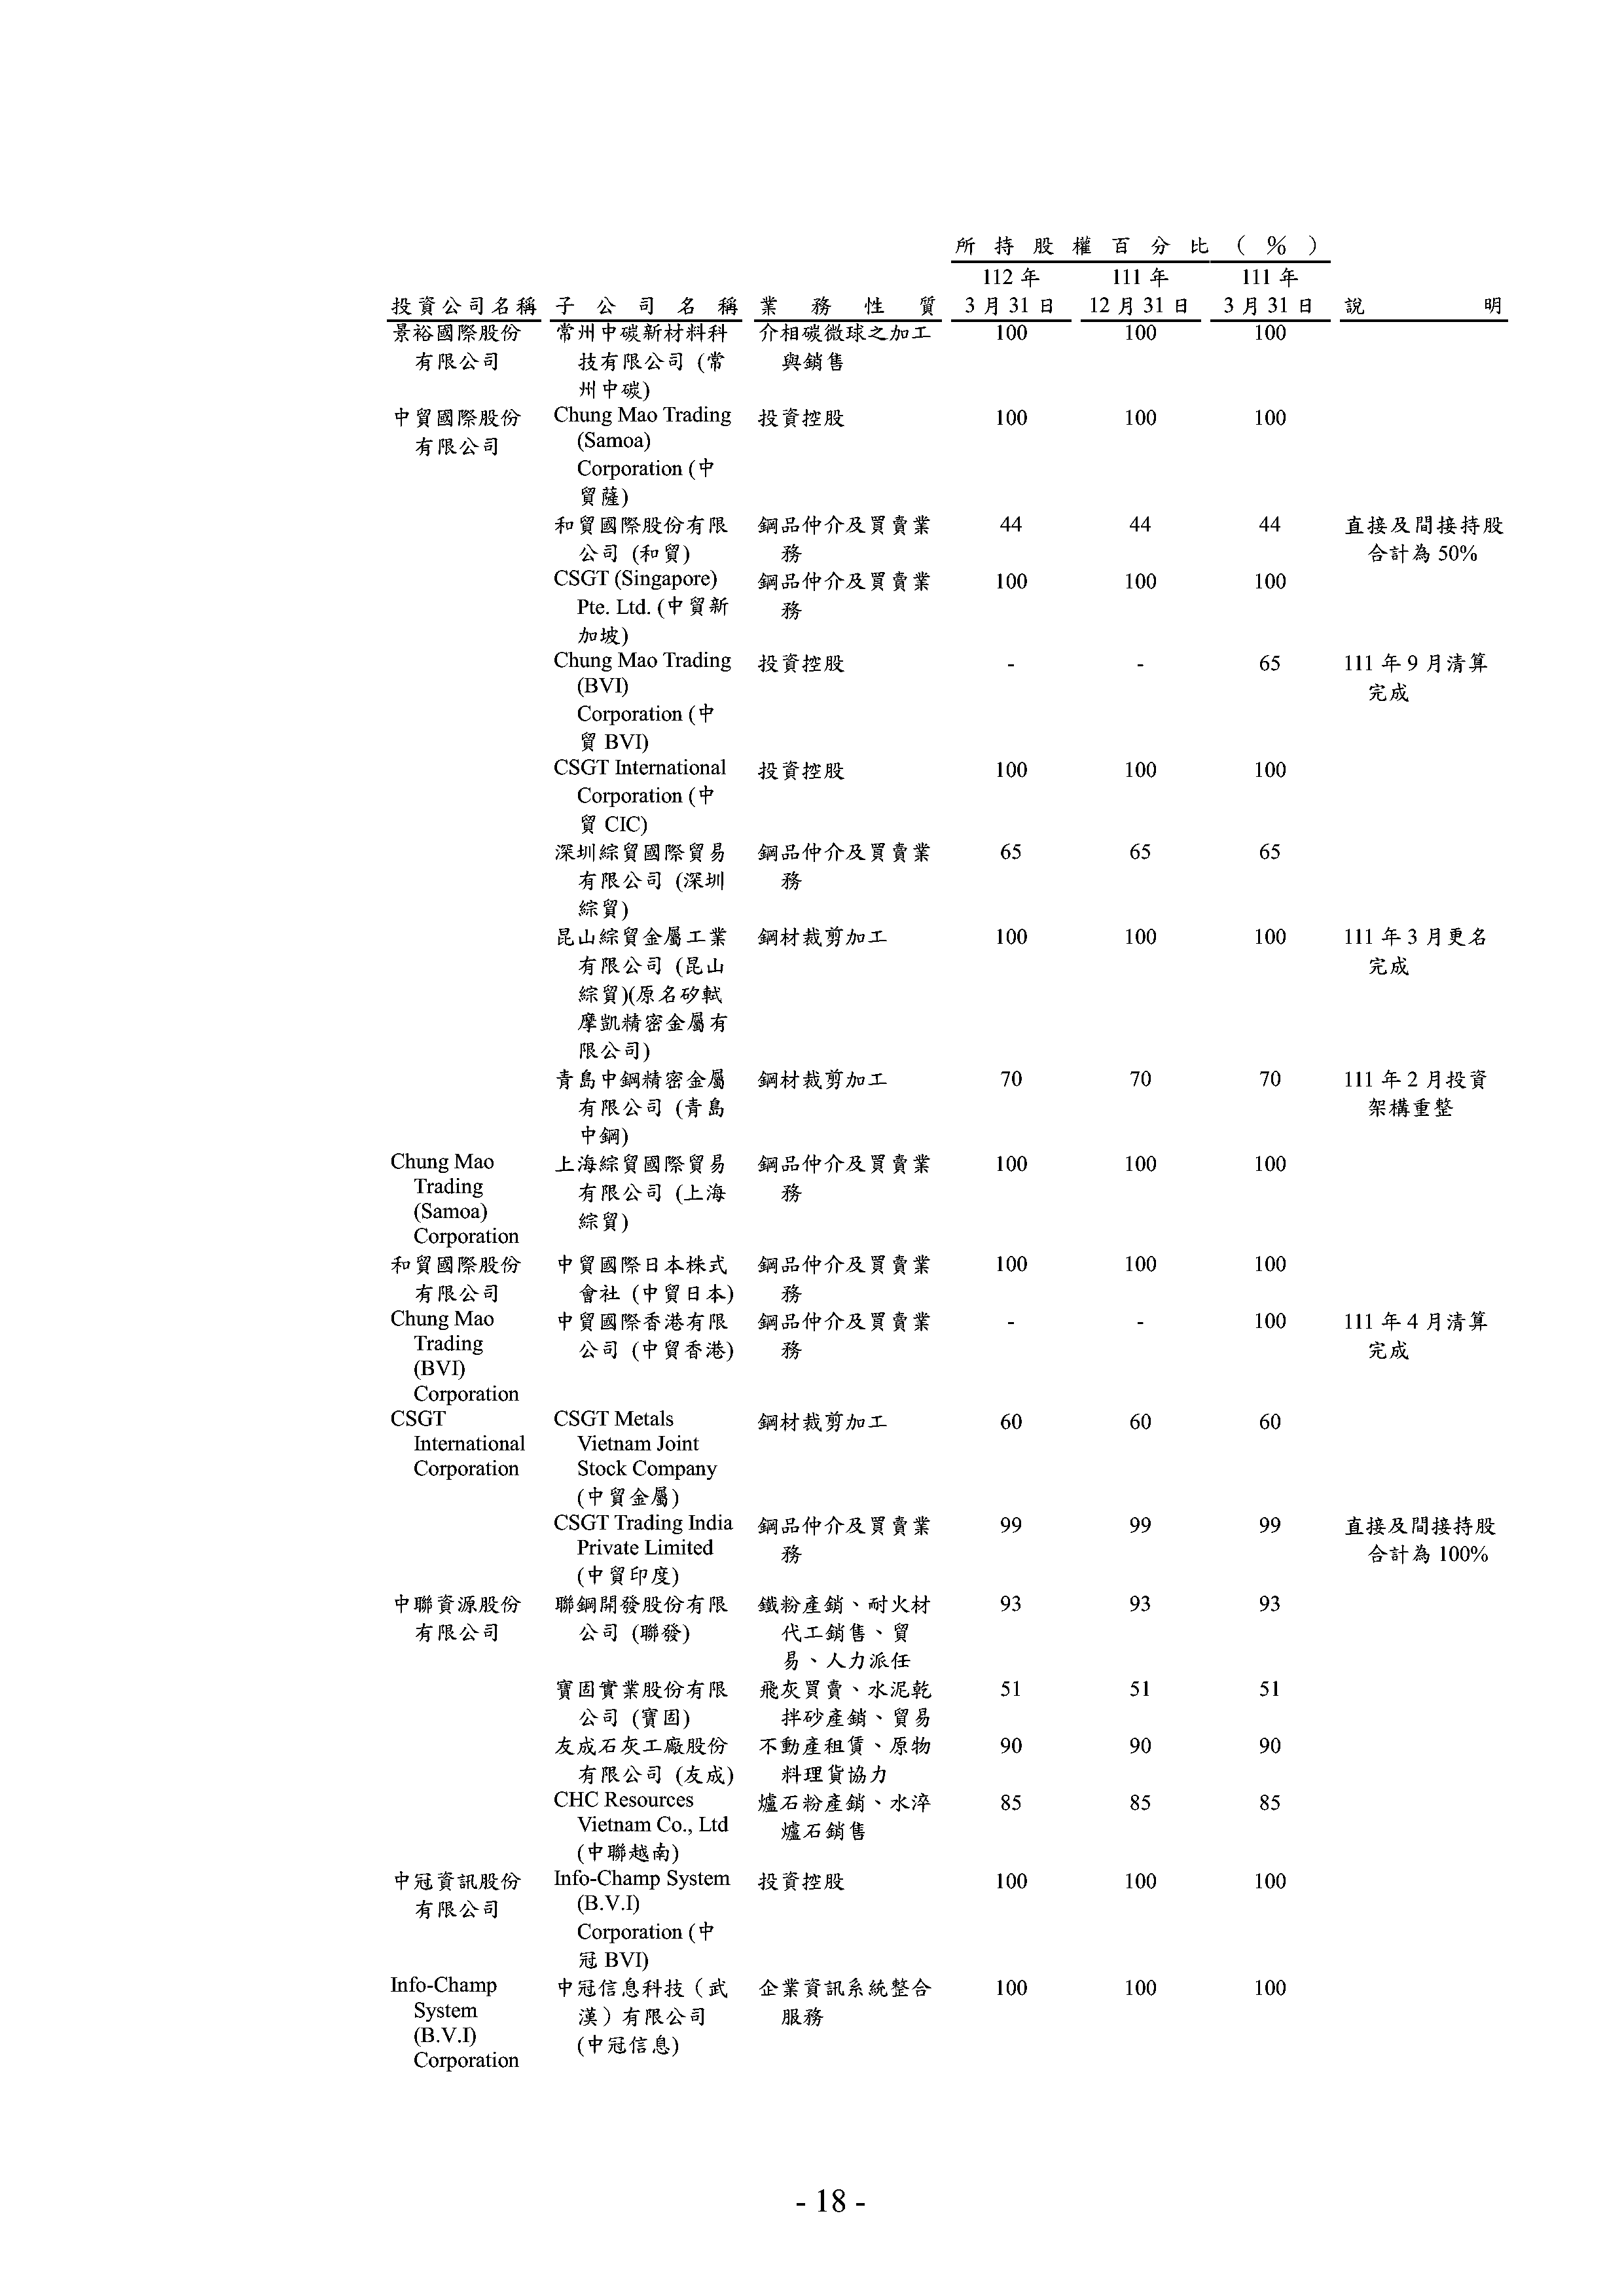 所持股權百分比（％）
112年 111年 111年
投資公司名稱 子公司名稱 業務性質 3月31日 12月31日 3月31日 說明
景裕國際股份 常州中碳新材料科 介相碳微球之加工 100 100 100
有限公司 技有限公司 (常 與銷售
州中碳)
中貿國際股份 Chung Mao Trading 投資控股 100 100 100
有限公司 (Samoa)
Corporation (中
貿薩)
和貿國際股份有限 鋼品仲介及買賣業 44 44 44 直接及間接持股
公司 (和貿) 務 合計為 50%
CSGT (Singapore) 鋼品仲介及買賣業 100 100 100
Pte. Ltd. (中貿新 務
加坡)
Chung Mao Trading 投資控股 - - 65 111年9月清算
(BVI) 完成
Corporation (中
貿 BVI)
CSGT International 投資控股 100 100 100
Corporation (中
貿 CIC)
深圳綜貿國際貿易 鋼品仲介及買賣業 65 65 65
有限公司 (深圳 務
綜貿)
昆山綜貿金屬工業 鋼材裁剪加工 100 100 100 111年3月更名
有限公司 (昆山 完成
綜貿)(原名矽軾
摩凱精密金屬有
限公司)
青島中鋼精密金屬 鋼材裁剪加工 70 70 70 111年2月投資
有限公司 (青島 架構重整
中鋼)
Chung Mao 上海綜貿國際貿易 鋼品仲介及買賣業 100 100 100
Trading 有限公司 (上海 務
(Samoa) 綜貿)
Corporation
和貿國際股份 中貿國際日本株式 鋼品仲介及買賣業 100 100 100
有限公司 會社 (中貿日本) 務
Chung Mao 中貿國際香港有限 鋼品仲介及買賣業 - - 100 111年4月清算
Trading 公司 (中貿香港) 務 完成
(BVI)
Corporation
CSGT CSGT Metals 鋼材裁剪加工 60 60 60
International Vietnam Joint
Corporation Stock Company
(中貿金屬)
CSGT Trading India 鋼品仲介及買賣業 99 99 99 直接及間接持股
Private Limited 務 合計為 100%
(中貿印度)
中聯資源股份 聯鋼開發股份有限 鐵粉產銷、耐火材 93 93 93
有限公司 公司 (聯發) 代工銷售、貿
易、人力派任
寶固實業股份有限 飛灰買賣、水泥乾 51 51 51
公司 (寶固) 拌砂產銷、貿易
友成石灰工廠股份 不動產租賃、原物 90 90 90
有限公司 (友成) 料理貨協力
CHC Resources 爐石粉產銷、水淬 85 85 85
Vietnam Co., Ltd 爐石銷售
(中聯越南)
中冠資訊股份 Info-Champ System 投資控股 100 100 100
有限公司 (B.V.I)
Corporation (中
冠 BVI)
Info-Champ 中冠信息科技（武 企業資訊系統整合 100 100 100
System 漢）有限公司 服務
(B.V.I) (中冠信息)
Corporation
- 18 -